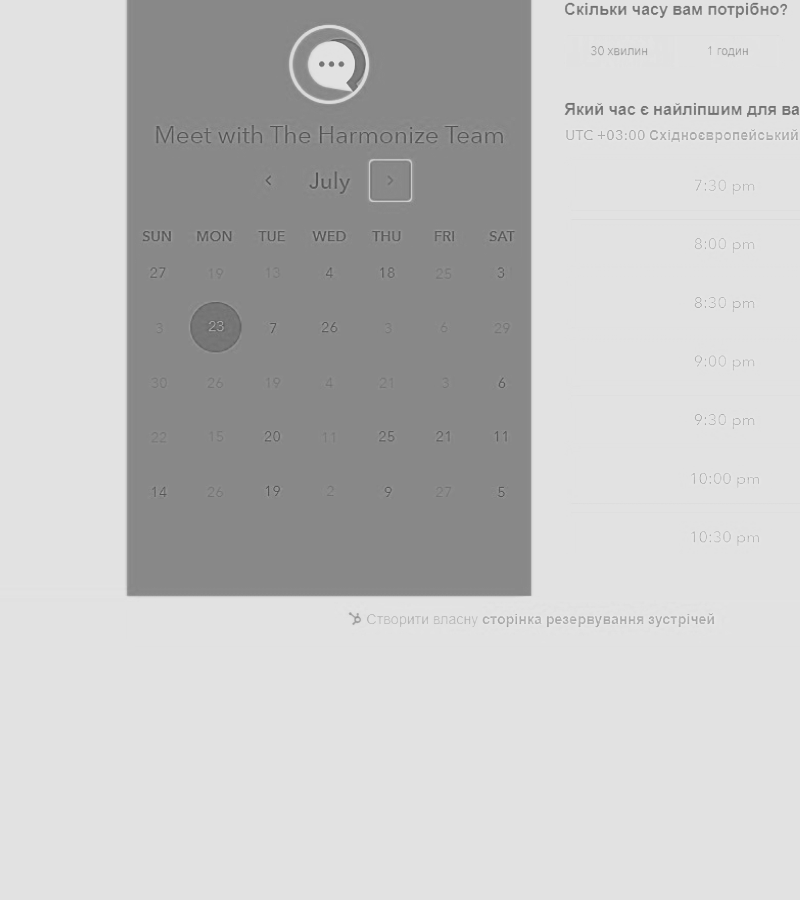 Meet with The Harmonize Team
July
SUN MON TUE WED THU FRI SAT
27 19 13 4 18 25 3
3 23 7 26 3 6 29
30 26 19 4 21 3 6
22 15 20 11 25 21 11
14 26 19 2 9 27 5
Скільки часу вам потрібно?
30 хвилин 1 годин
Який час є найліпшим для ва
UTC +03:00 Східноєвропейський
7:30 pm
8:00 pm
8:30 pm
9:00 pm
9:30 pm
10:00 pm
10:30 pm
Створити власну сторінка резервування зустрічей